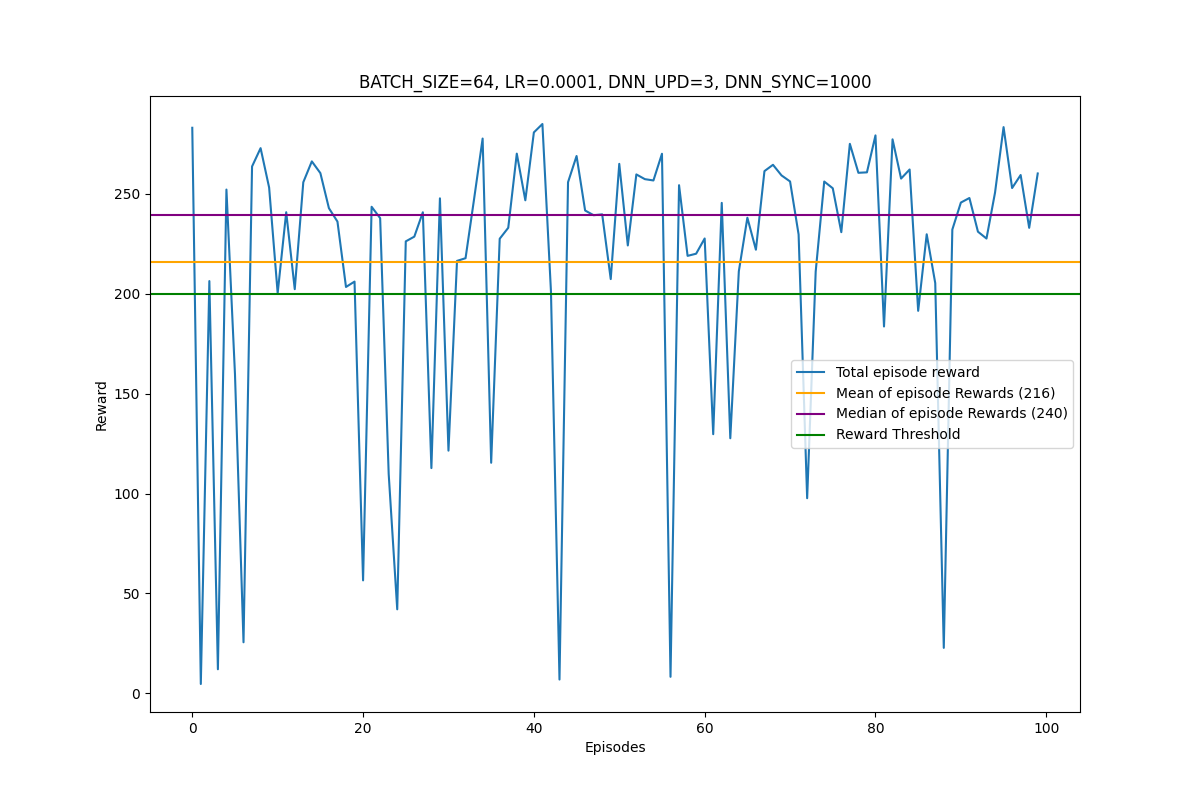 BATCH_SIZE=64, LR=0.0001, DNN_UPD=3, DNN_SYNC=1000
Reward
250
200
150
100
50
0
Total episode reward
Mean of episode Rewards (216)
Median of episode Rewards (240)
Reward Threshold
0 20 40 60 80 100
Episodes